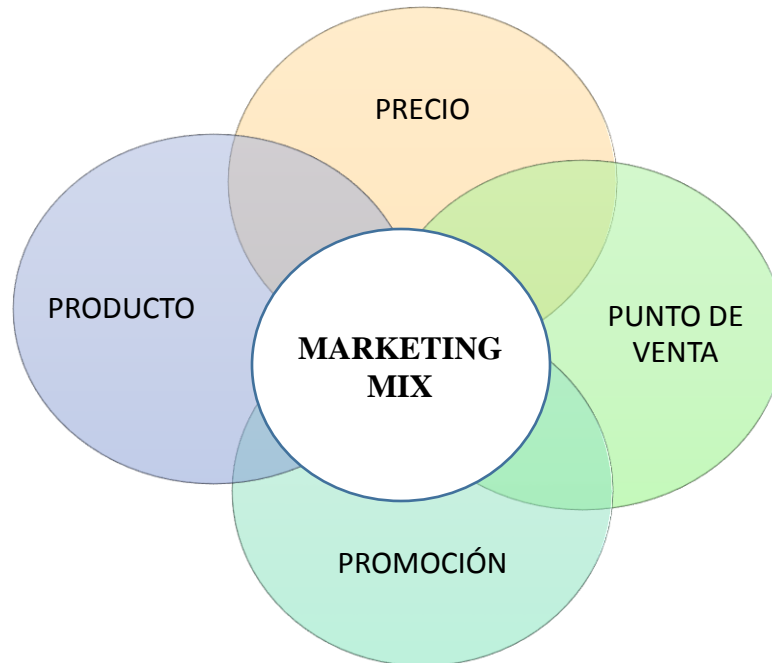 PRECIO
PRODUCTO
PUNTO DE
VENTA
MARKETING
MIX
PROMOCIÓN